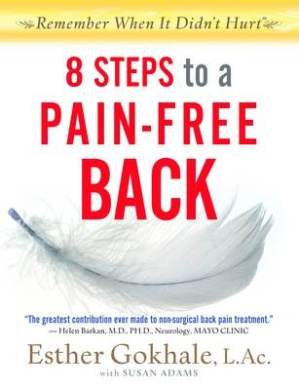 Remember When It Didn't Hurt
8 STEPS to a
PAIN-FREE
BACK
"The greatest contribution ever made to non-surgical back pain treatment."
— Helen Barkan, M.D., PH.D., Neurology, MAYO CLINIC
Esther Gokhale, L.Ac.
with SUSAN ADAMS